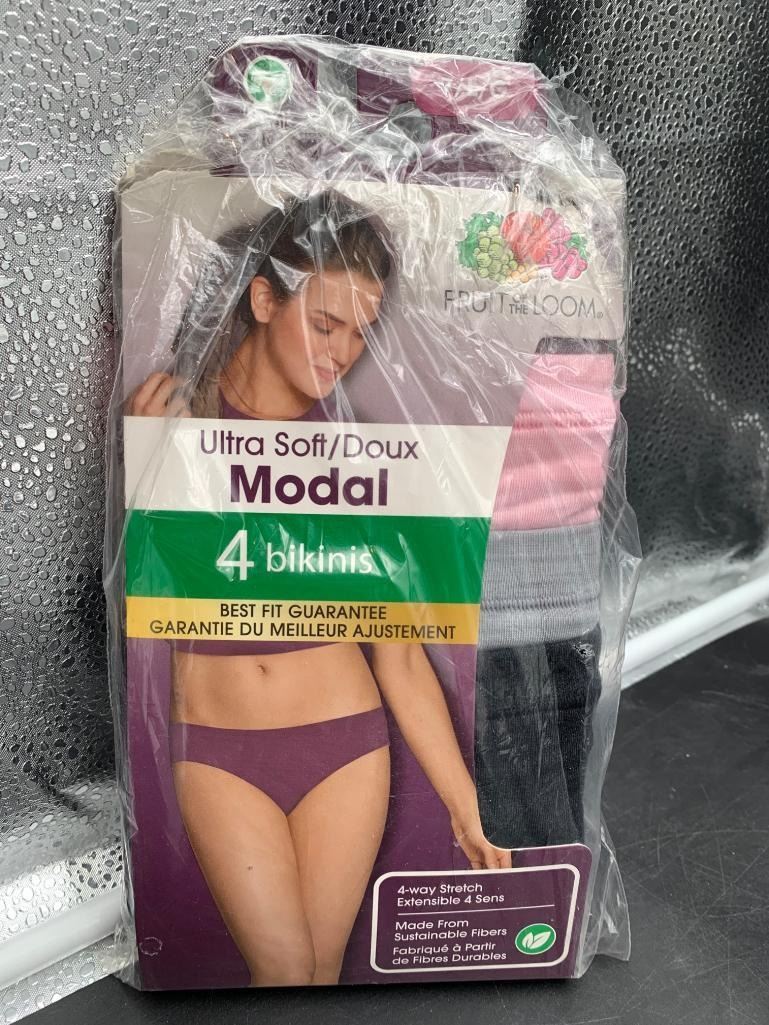 FRUIT OF THE LOOM®
Ultra Soft/Doux
Modal
4 bikinis
BEST FIT GUARANTEE
GARANTIE DU MEILLEUR AJUSTEMENT
4-way Stretch
Extensible 4 Sens
Made From
Sustainable Fibers
Fabriqué à Partir
de Fibres Durables